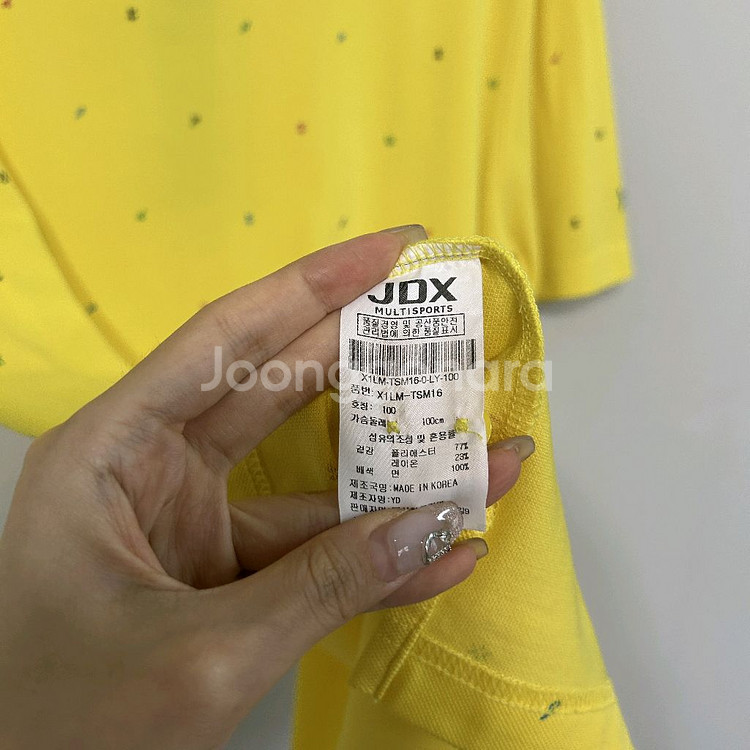 JDX
MULTISPORTS
품질경영 및 공산품안전
관리법에 의한 품질표시
X1LM-TSM16-0-LY-100
품번: X1LM-TSM16
호칭: 100
가슴둘레 100cm
섬유의조성 및 혼용률
겉감 폴리에스터 77%
레이온 23%
배색 면 100%
제조국명: MADE IN KOREA
제조자명: YD
판매자명: